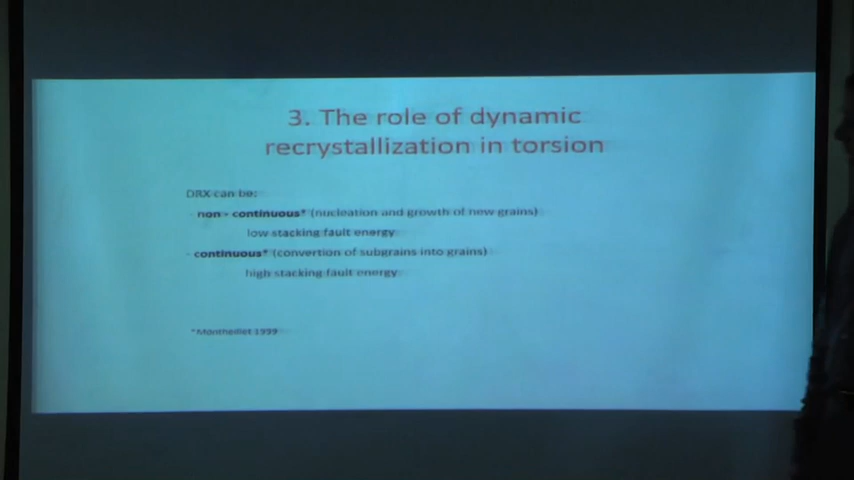 3. The role of dynamic
recrystallization in torsion
DRX can be:
- non - continuous* (nucleation and growth of new grains)
low stacking fault energy
- continuous* (convertion of subgrains into grains)
high stacking fault energy
*Montheillet 1999